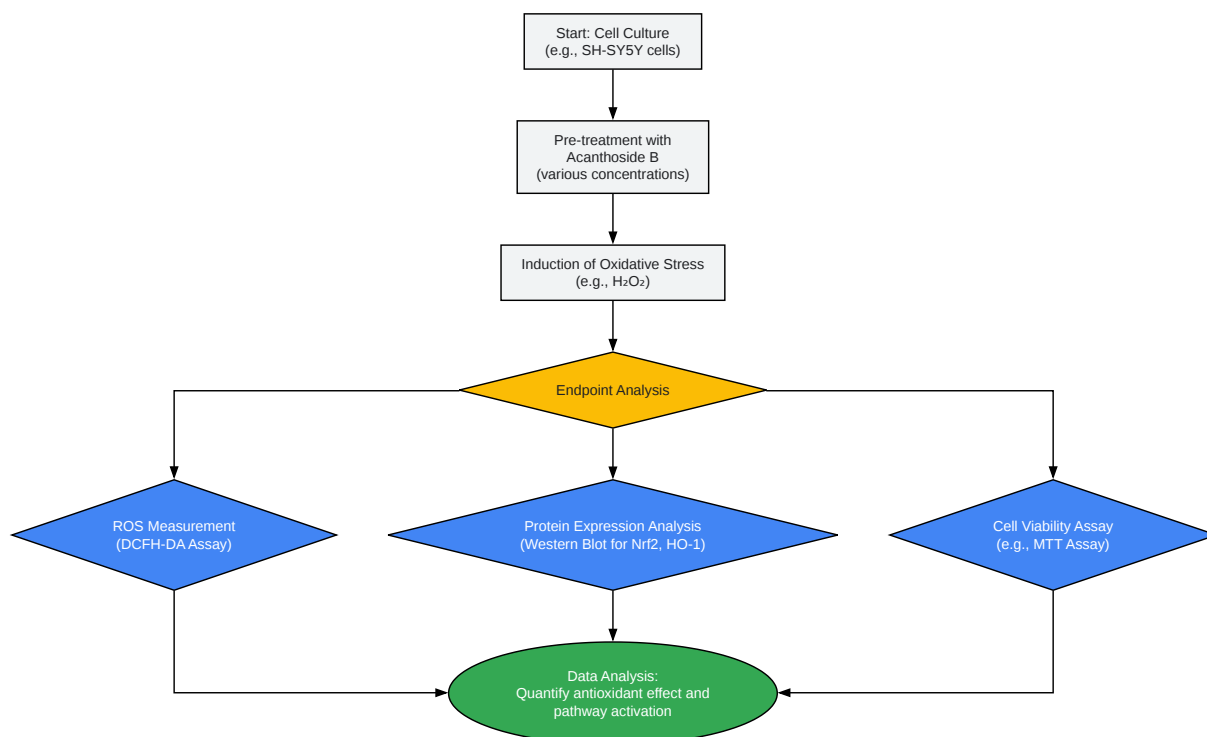 Start: Cell Culture
(e.g., SH-SY5Y cells)
Pre-treatment with
Acanthoside B
(various concentrations)
Induction of Oxidative Stress
(e.g., H₂O₂)
Endpoint Analysis
ROS Measurement
(DCFH-DA Assay)
Protein Expression Analysis
(Western Blot for Nrf2, HO-1)
Cell Viability Assay
(e.g., MTT Assay)
Data Analysis:
Quantify antioxidant effect and
pathway activation